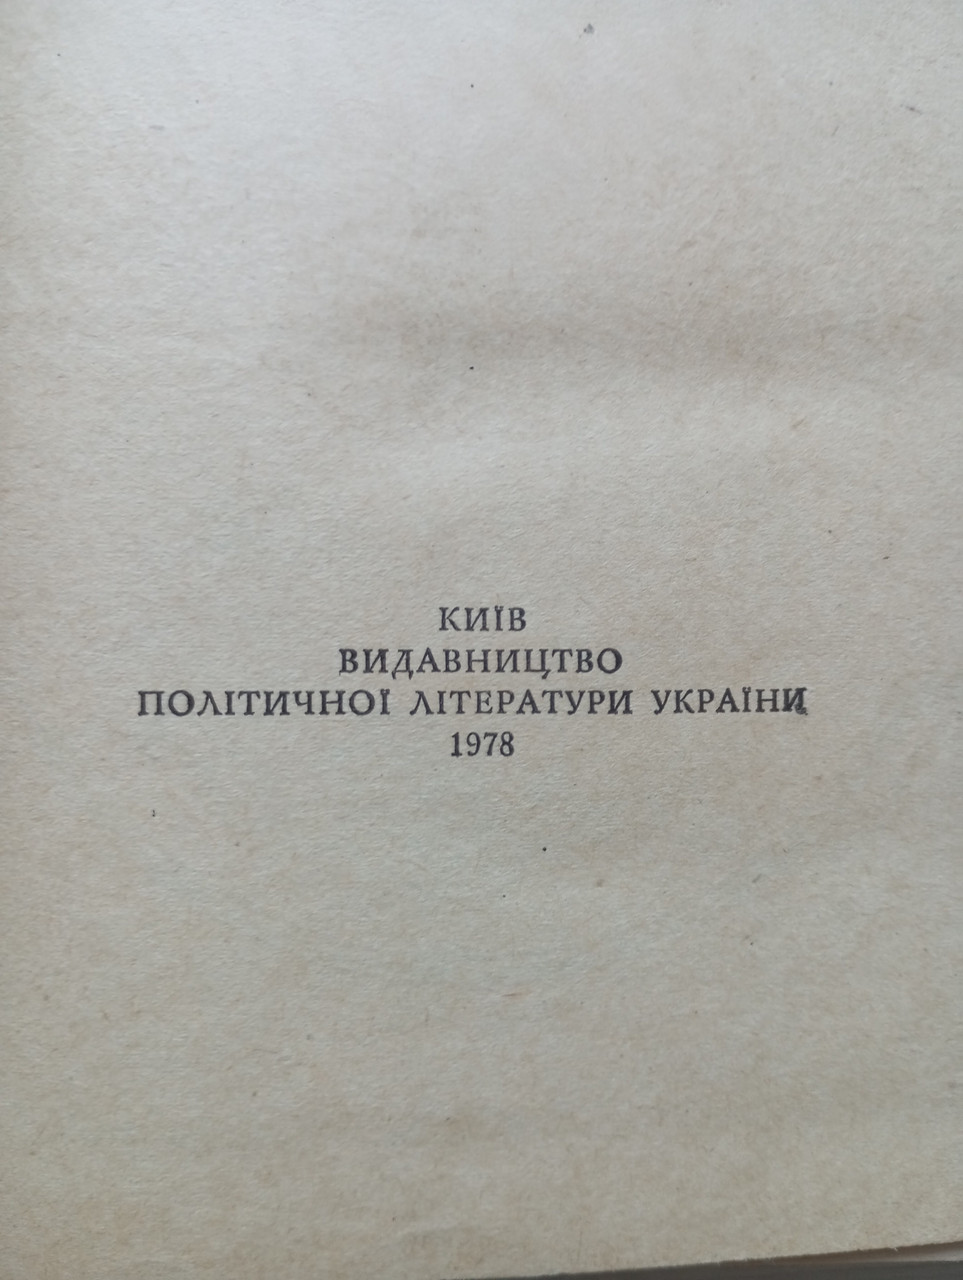 КИЇВ
ВИДАВНИЦТВО
ПОЛІТИЧНОЇ ЛІТЕРАТУРИ УКРАЇНИ
1978